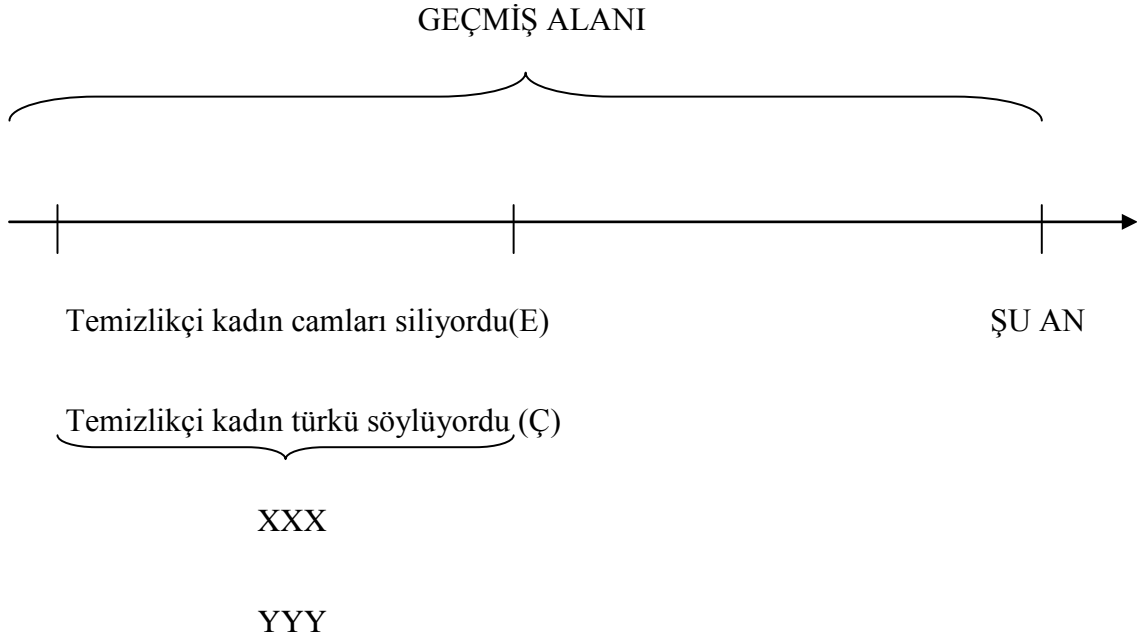 GEÇMİŞ ALANI
Temizlikçi kadın camları siliyordu(E)
ŞU AN
Temizlikçi kadın türkü söylüyordu (Ç)
XXX
YYY